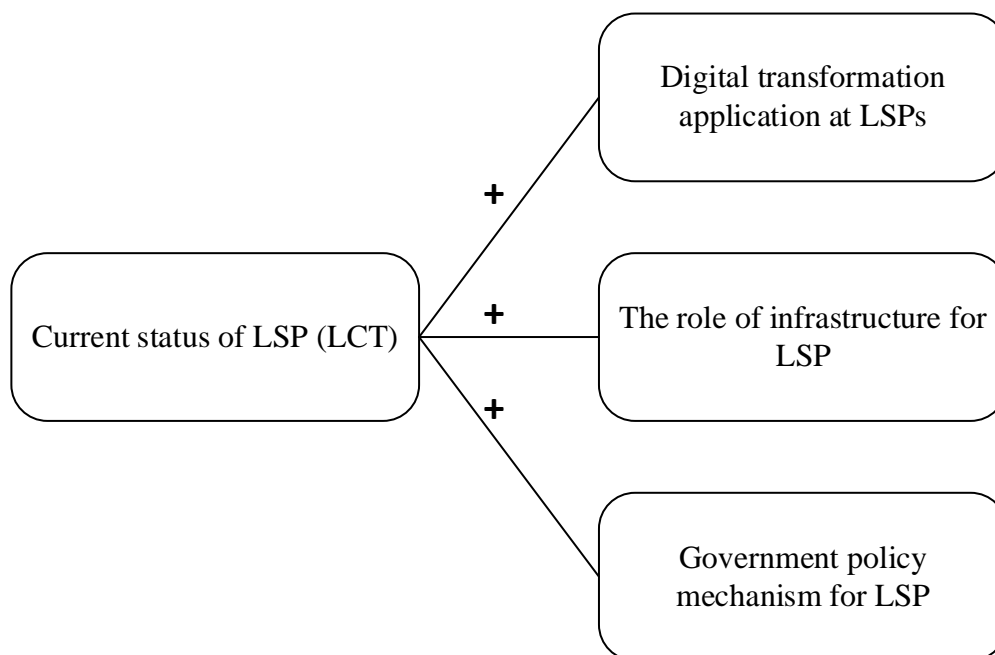 Digital transformation
application at LSPs
+
Current status of LSP (LCT)
+
The role of infrastructure for
LSP
+
Government policy
mechanism for LSP